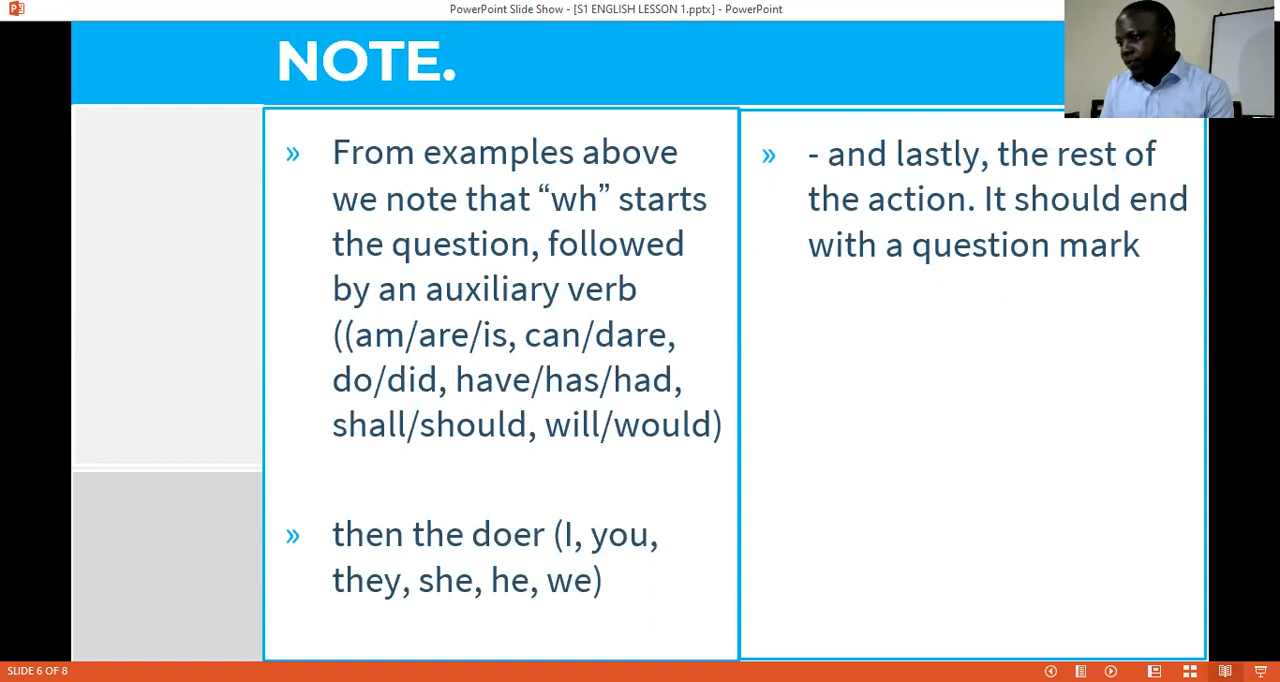 PowerPoint Slide Show - [S1 ENGLISH LESSON 1.pptx] - PowerPoint
NOTE.
» From examples above
we note that “wh” starts
the question, followed
by an auxiliary verb
((am/are/is, can/dare,
do/did, have/has/had,
shall/should, will/would)
» then the doer (I, you,
they, she, he, we)
» - and lastly, the rest of
the action. It should end
with a question mark
SLIDE 6 OF 8